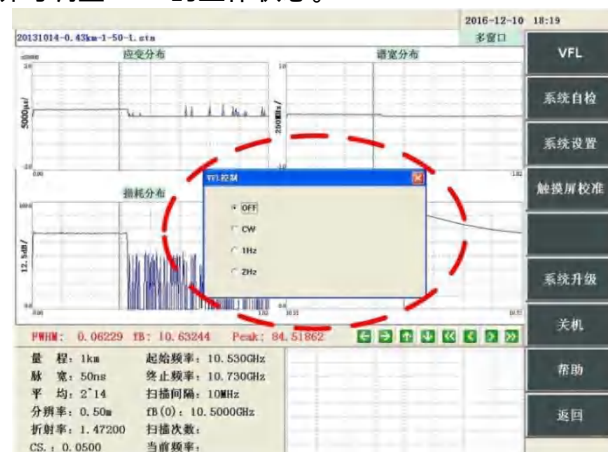 2016-12-10 18:19
20131014-0.43km-1-50-1.stn
多窗口
VFL
应变分布
谱宽分布
系统自检
5000με/
250MHz/
系统设置
触摸屏校准
VFL控制
OFF
CW
1Hz
2Hz
损耗分布
12.5dB/
系统升级
FWHM: 0.06229 fB: 10.63244 Peak: 84.51862
关机
量 程: 1km 起始频率: 10.530GHz
脉 宽: 50ns 终止频率: 10.730GHz
帮助
平 均: 2^14 扫描间隔: 10MHz
分辨率: 0.50m fB(0): 10.5000GHz
返回
折射率: 1.47200 扫描次数:
CS.: 0.0500 当前频率: